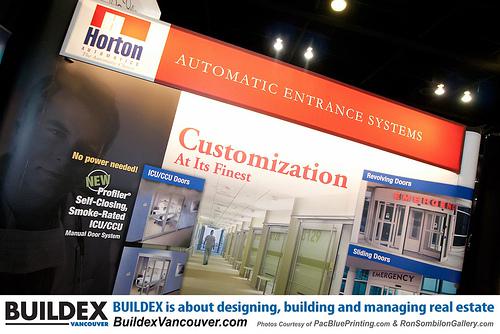 Horton
AUTOMATICS
AUTOMATIC ENTRANCE SYSTEMS
Customization
At Its Finest
No power needed!
NEW
Profiler®
Self-Closing,
Smoke-Rated
ICU/CCU
Manual Door System
ICU/CCU Doors
Revolving Doors
EMERGEN
Sliding Doors
EMERGENCY
BUILDEX
VANCOUVER
BUILDEX is about designing, building and managing real estate
BuildexVancouver.com
Photos Courtesy of PacBluePrinting.com & RonSombilonGallery.com